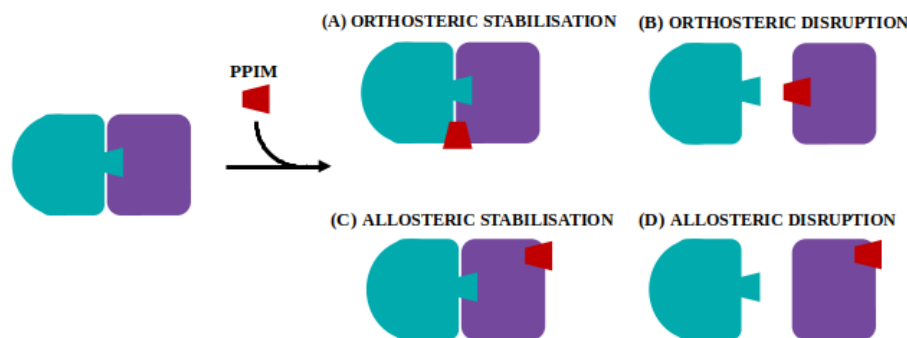 (A) ORTHOSTERIC STABILISATION
(B) ORTHOSTERIC DISRUPTION
PPIM
(C) ALLOSTERIC STABILISATION
(D) ALLOSTERIC DISRUPTION